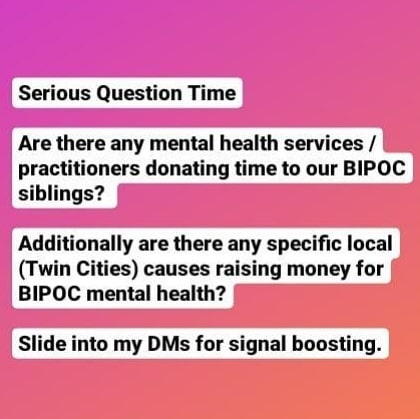 Serious Question Time
Are there any mental health services /
practitioners donating time to our BIPOC
siblings?
Additionally are there any specific local
(Twin Cities) causes raising money for
BIPOC mental health?
Slide into my DMs for signal boosting.